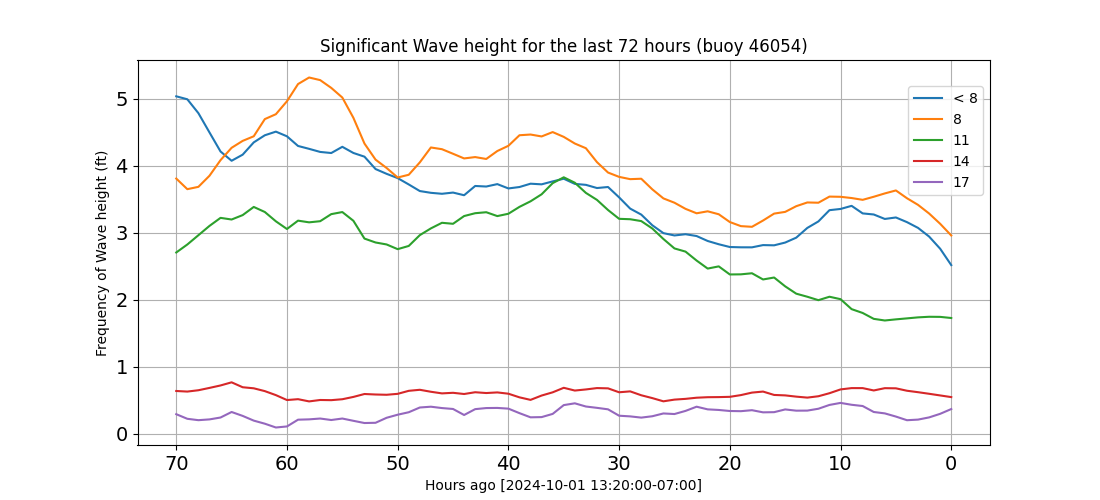 Significant Wave height for the last 72 hours (buoy 46054)
Frequency of Wave height (ft)
5
4
3
2
1
0
< 8
8
11
14
17
70 60 50 40 30 20 10 0
Hours ago [2024-10-01 13:20:00-07:00]